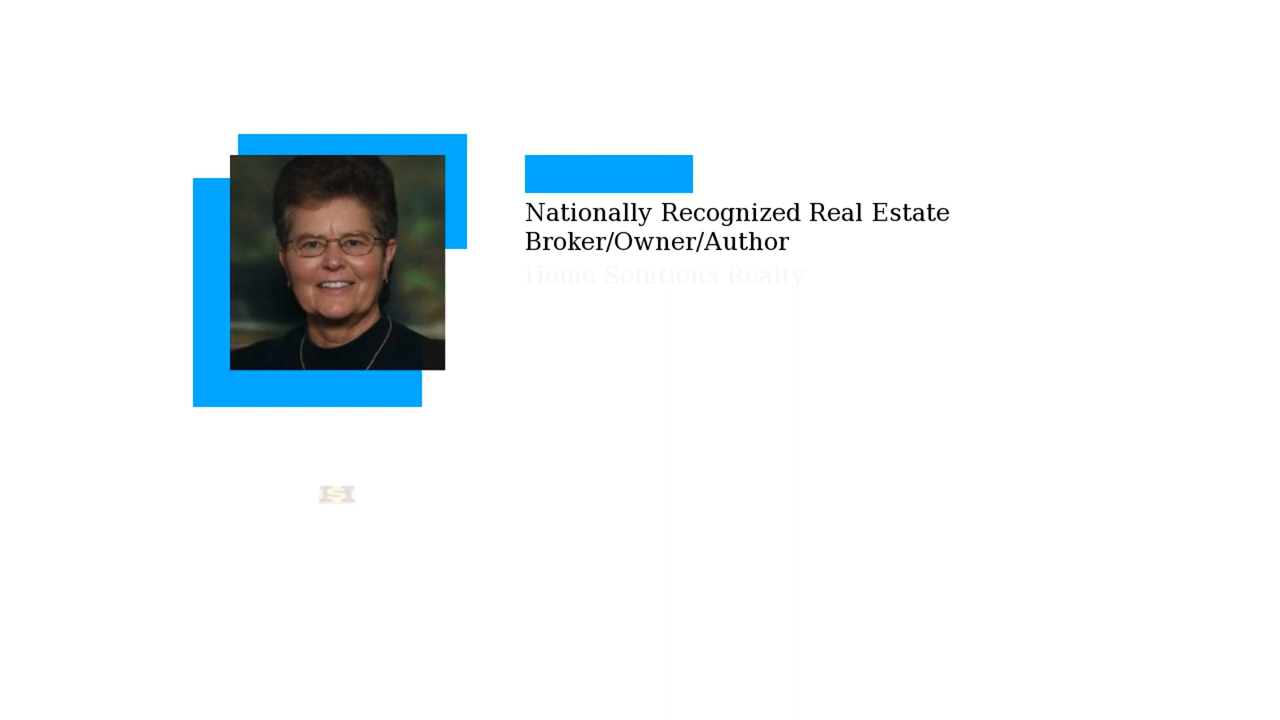 Nationally Recognized Real Estate
Broker/Owner/Author
Home Solutions Realty